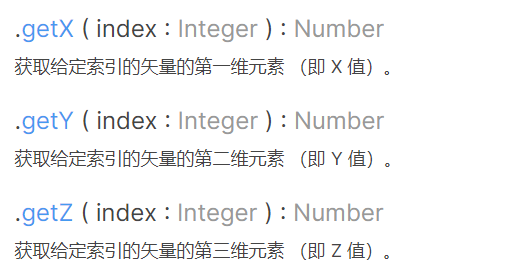 .getX ( index : Integer ) : Number
获取给定索引的矢量的第一维元素 （即 X 值）。
.getY ( index : Integer ) : Number
获取给定索引的矢量的第二维元素 （即 Y 值）。
.getZ ( index : Integer ) : Number
获取给定索引的矢量的第三维元素 （即 Z 值）。